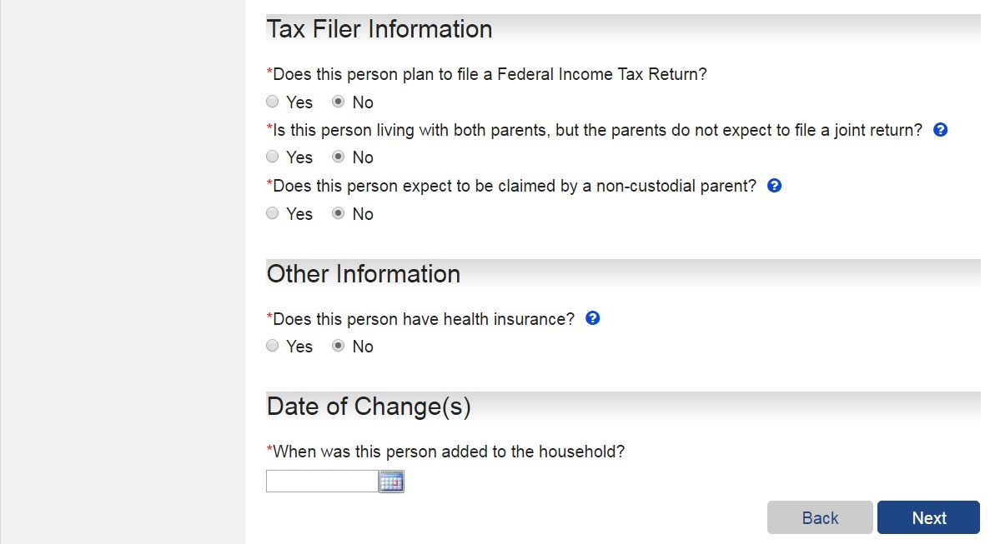 Tax Filer Information
*Does this person plan to file a Federal Income Tax Return?
Yes No
*Is this person living with both parents, but the parents do not expect to file a joint return? ?
Yes No
*Does this person expect to be claimed by a non-custodial parent? ?
Yes No
Other Information
*Does this person have health insurance? ?
Yes No
Date of Change(s)
*When was this person added to the household?
Back Next